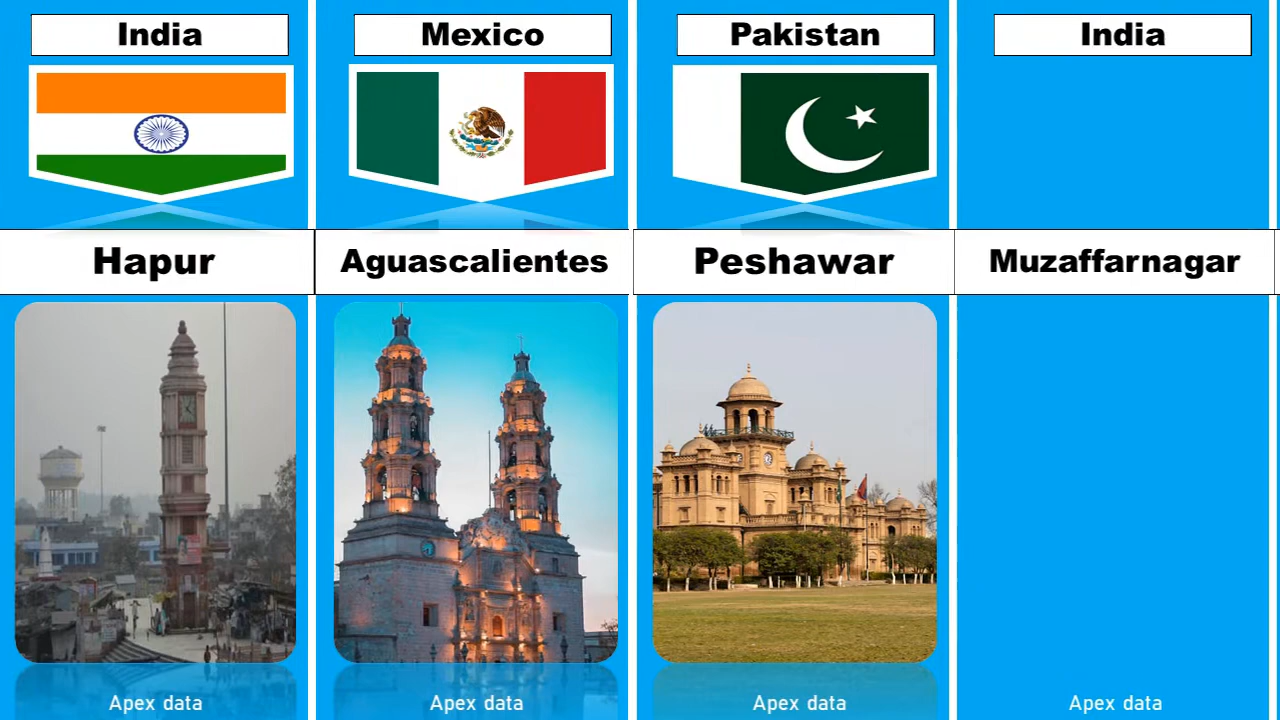 India
Mexico
Pakistan
India
Hapur
Aguascalientes
Peshawar
Muzaffarnagar
Apex data
Apex data
Apex data
Apex data